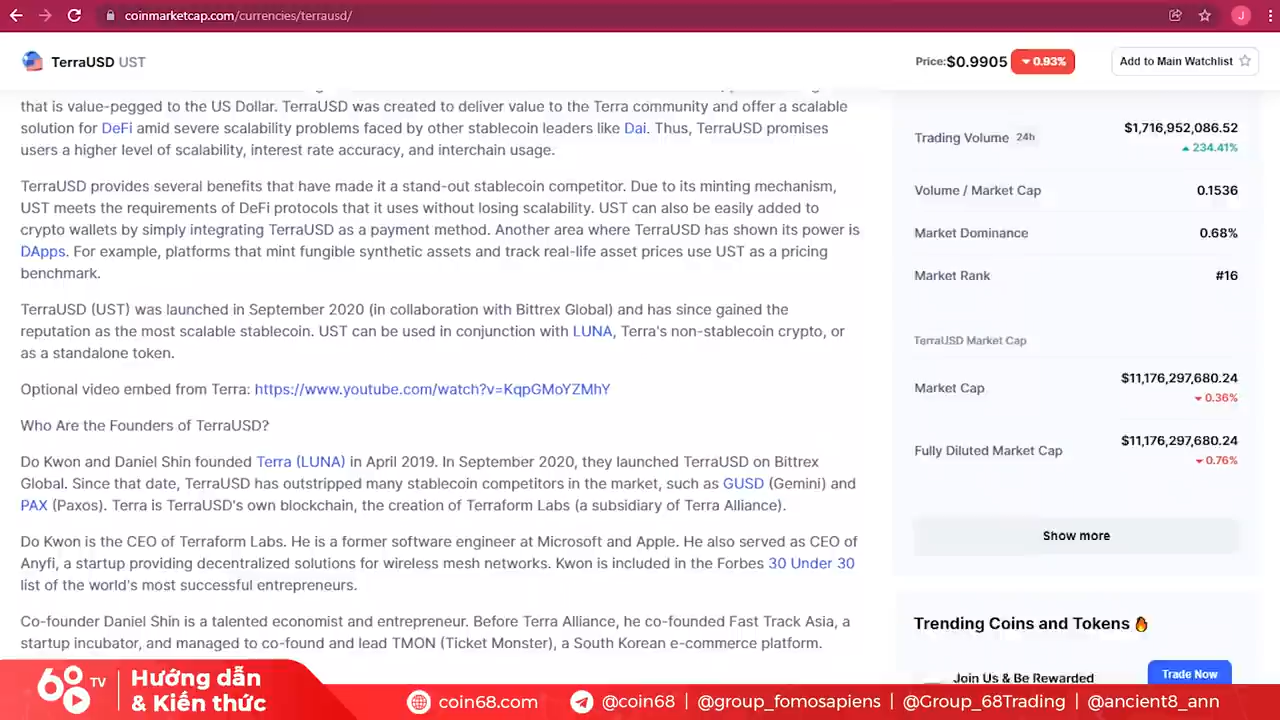 coinmarketcap.com/currencies/terrausd/
J
TerraUSD UST
Price:$0.9905 0.93%
Add to Main Watchlist
that is value-pegged to the US Dollar. TerraUSD was created to deliver value to the Terra community and offer a scalable
solution for DeFi amid severe scalability problems faced by other stablecoin leaders like Dai. Thus, TerraUSD promises
users a higher level of scalability, interest rate accuracy, and interchain usage.
TerraUSD provides several benefits that have made it a stand-out stablecoin competitor. Due to its minting mechanism,
UST meets the requirements of DeFi protocols that it uses without losing scalability. UST can also be easily added to
crypto wallets by simply integrating TerraUSD as a payment method. Another area where TerraUSD has shown its power is
DApps. For example, platforms that mint fungible synthetic assets and track real-life asset prices use UST as a pricing
benchmark.
TerraUSD (UST) was launched in September 2020 (in collaboration with Bittrex Global) and has since gained the
reputation as the most scalable stablecoin. UST can be used in conjunction with LUNA, Terra's non-stablecoin crypto, or
as a standalone token.
Optional video embed from Terra: https://www.youtube.com/watch?v=KqpGMoYZMhY
Who Are the Founders of TerraUSD?
Do Kwon and Daniel Shin founded Terra (LUNA) in April 2019. In September 2020, they launched TerraUSD on Bittrex
Global. Since that date, TerraUSD has outstripped many stablecoin competitors in the market, such as GUSD (Gemini) and
PAX (Paxos). Terra is TerraUSD's own blockchain, the creation of Terraform Labs (a subsidiary of Terra Alliance).
Do Kwon is the CEO of Terraform Labs. He is a former software engineer at Microsoft and Apple. He also served as CEO of
Anyfi, a startup providing decentralized solutions for wireless mesh networks. Kwon is included in the Forbes 30 Under 30
list of the world's most successful entrepreneurs.
Co-founder Daniel Shin is a talented economist and entrepreneur. Before Terra Alliance, he co-founded Fast Track Asia, a
startup incubator, and managed to co-found and lead TMON (Ticket Monster), a South Korean e-commerce platform.
Trading Volume 24h
$1,716,952,086.52
234.41%
Volume / Market Cap
0.1536
Market Dominance
0.68%
Market Rank
#16
TerraUSD Market Cap
Market Cap
$11,176,297,680.24
0.36%
Fully Diluted Market Cap
$11,176,297,680.24
0.76%
Show more
Trending Coins and Tokens
Join Us & Be Rewarded
Trade Now
68 TV
Hướng dẫn
& Kiến thức
coin68.com
@coin68 | @group_fomosapiens | @Group_68Trading | @ancient8_ann